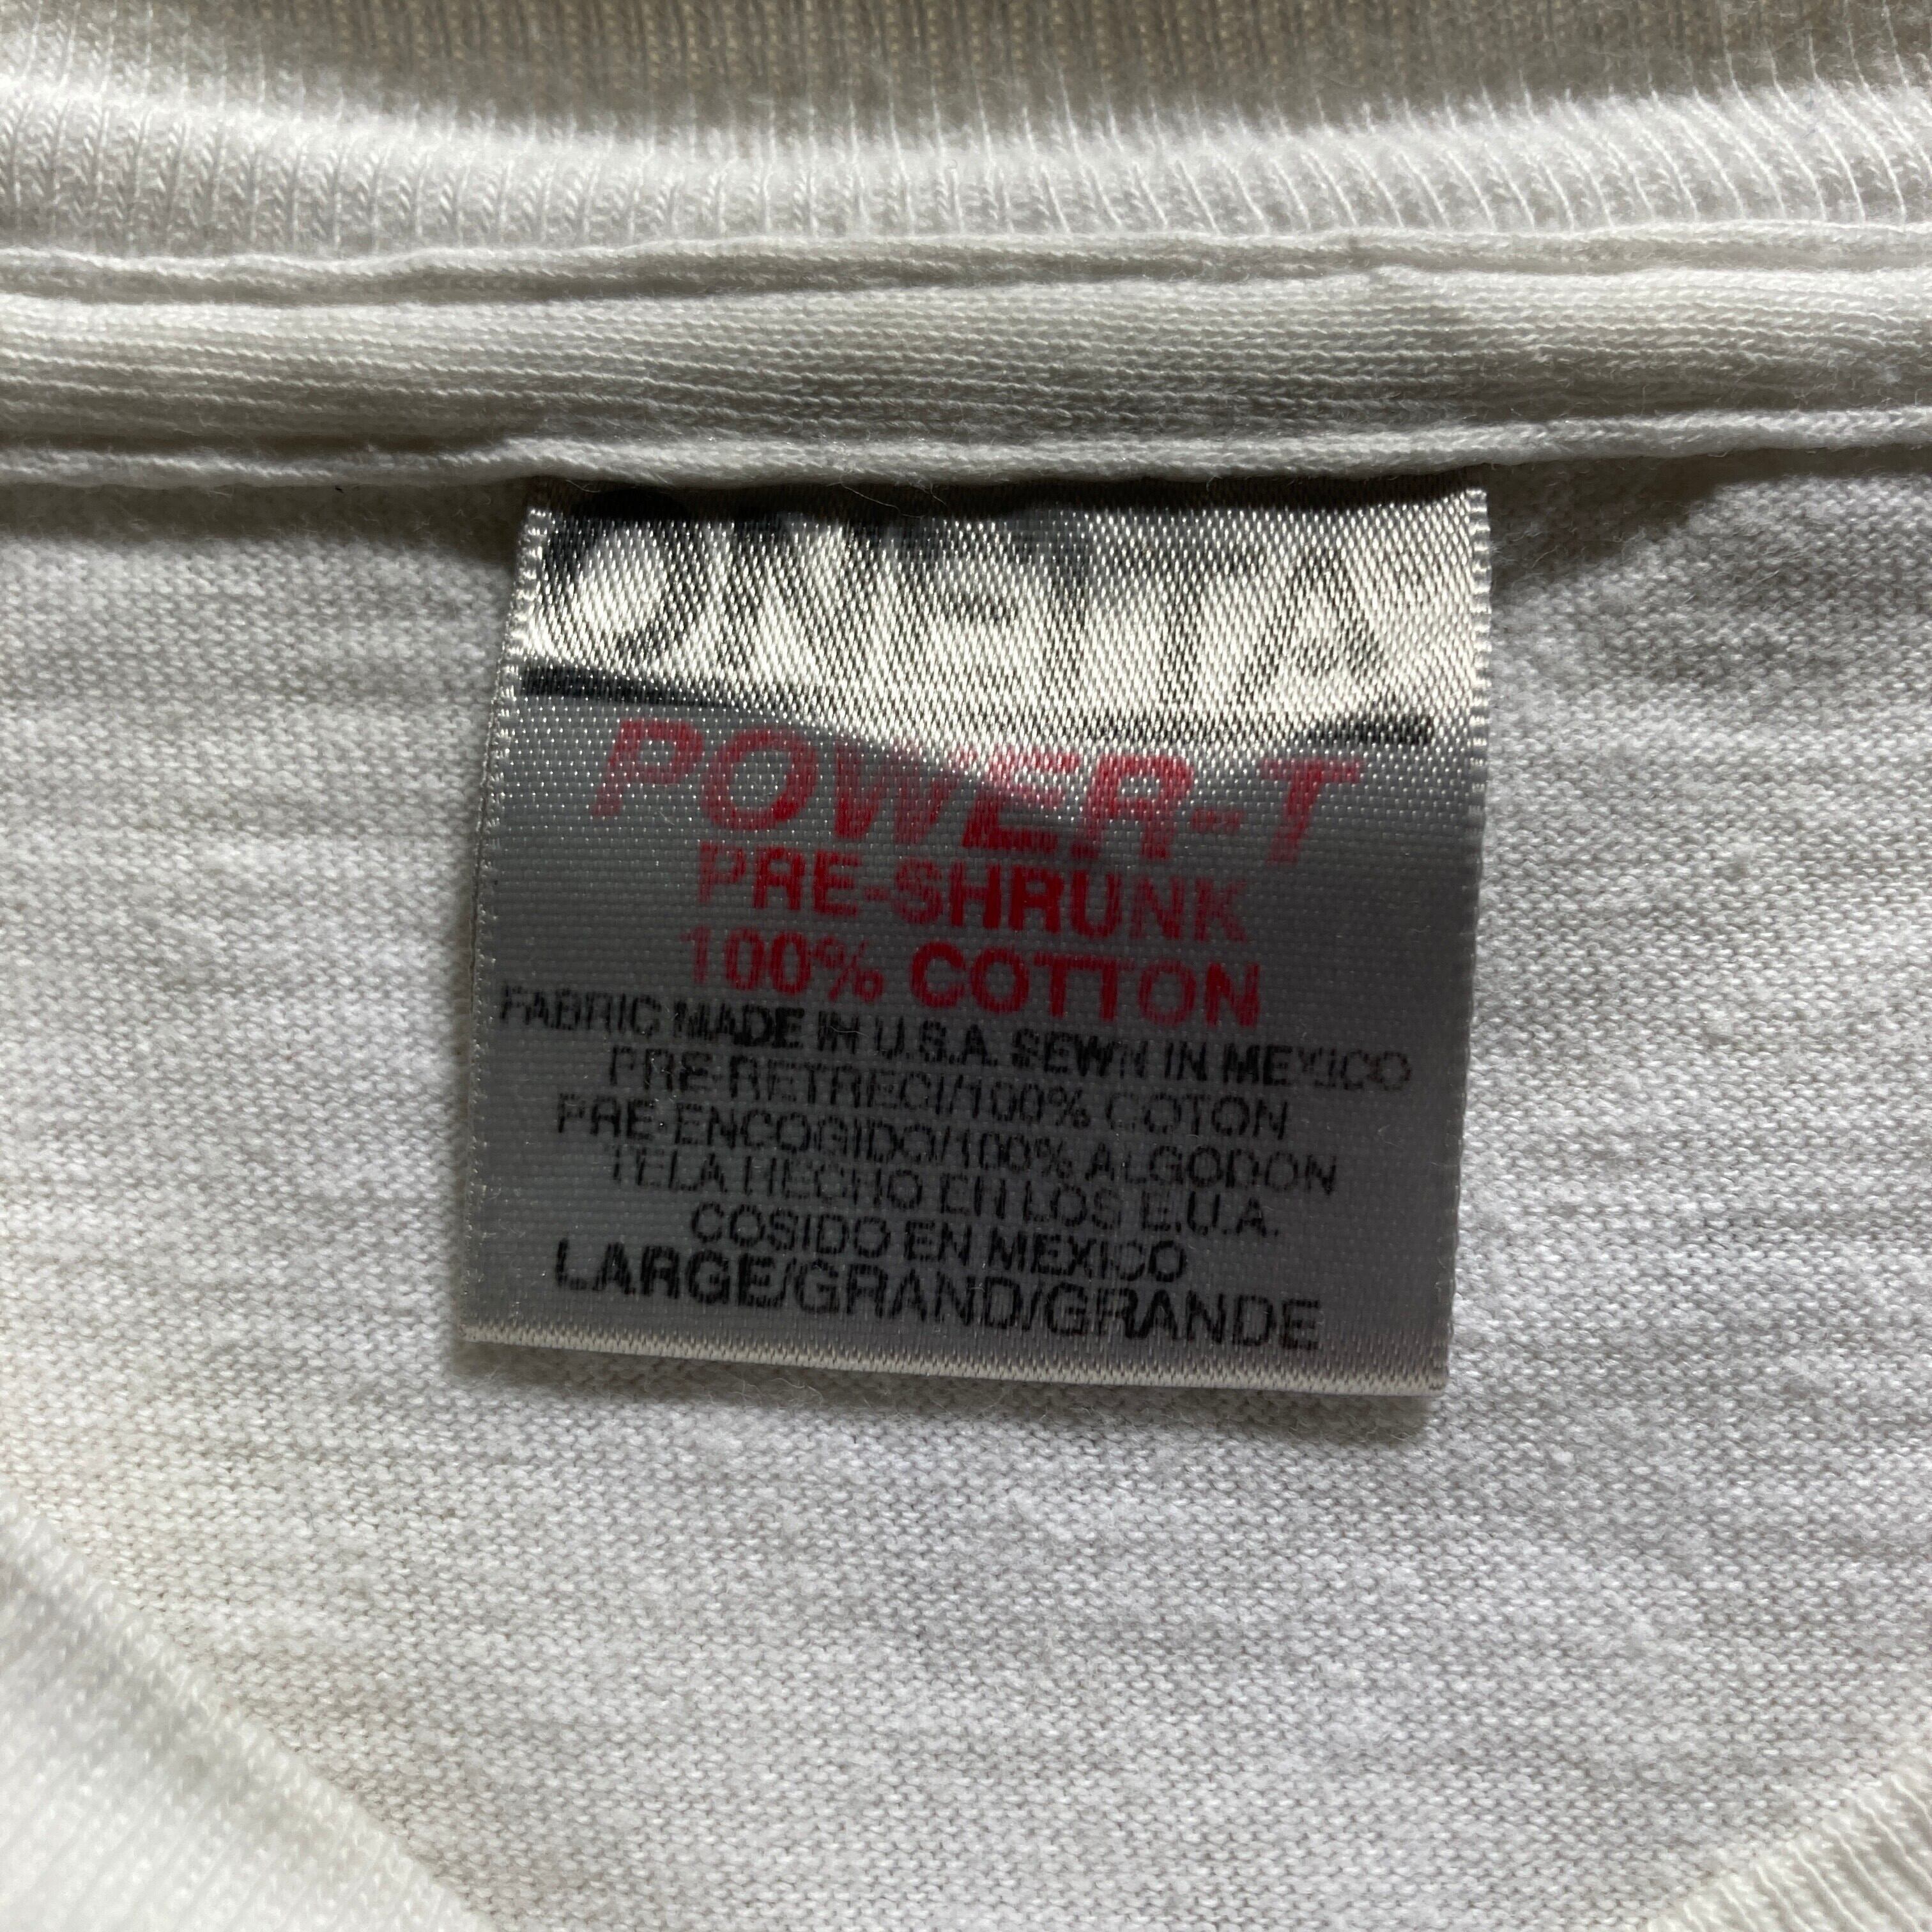 ONEITA
POWER-T
PRE-SHRUNK
100% COTTON
FABRIC MADE IN U.S.A. SEWN IN MEXICO
PRE-RETRECI/100% COTON
PRE-ENCOGIDO/100% ALGODON
TELA HECHO EN LOS E.U.A.
COSIDO EN MEXICO
LARGE/GRAND/GRANDE